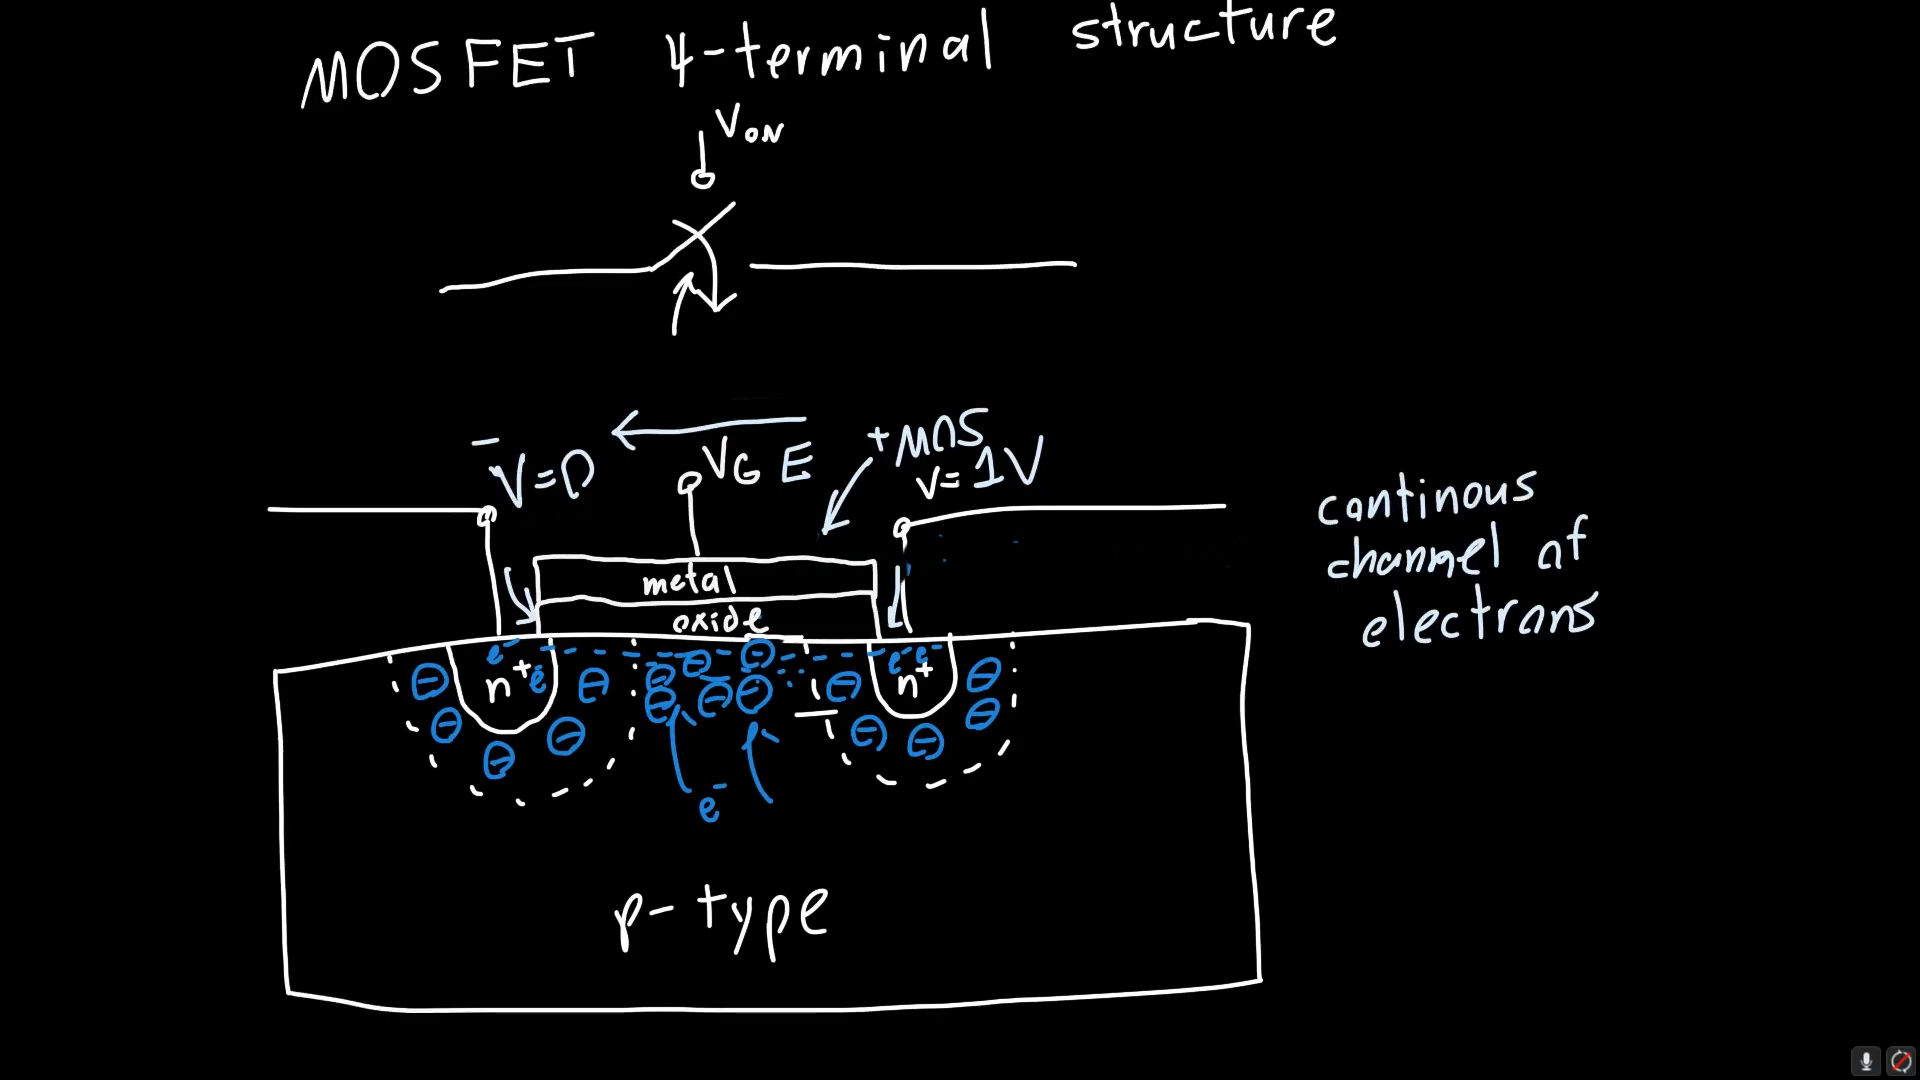 MOSFET 4-terminal structure
VON
V=0
VG E
+MOS
V=1V
continous
channel of
electrons
metal
oxide
e- e- e-
n+ e n+
e-
p-type